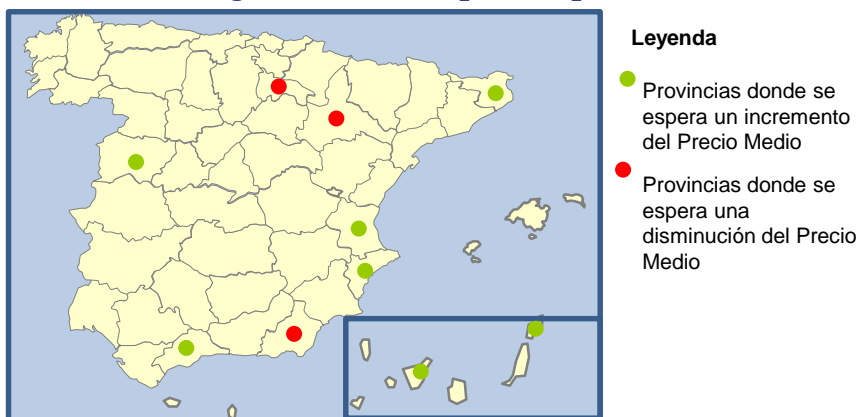 Leyenda
Provincias donde se
espera un incremento
del Precio Medio
Provincias donde se
espera una
disminución del Precio
Medio